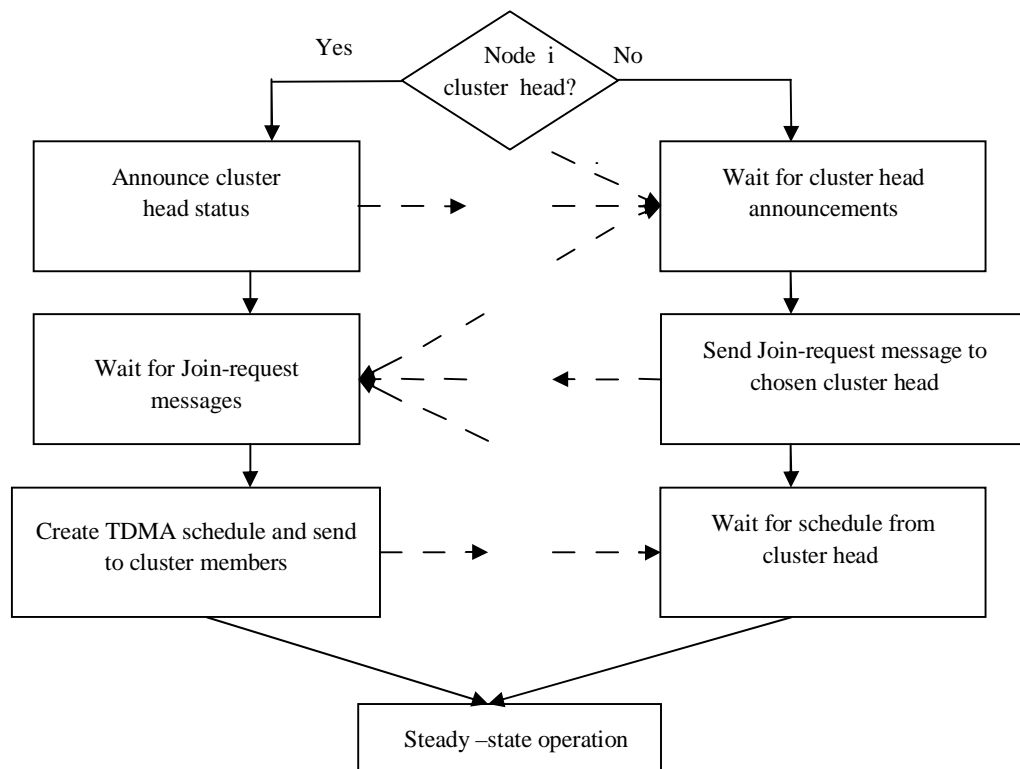 Yes
Node i
cluster head?
No
Announce cluster
head status
Wait for cluster head
announcements
Wait for Join-request
messages
Send Join-request message to
chosen cluster head
Create TDMA schedule and send
to cluster members
Wait for schedule from
cluster head
Steady –state operation